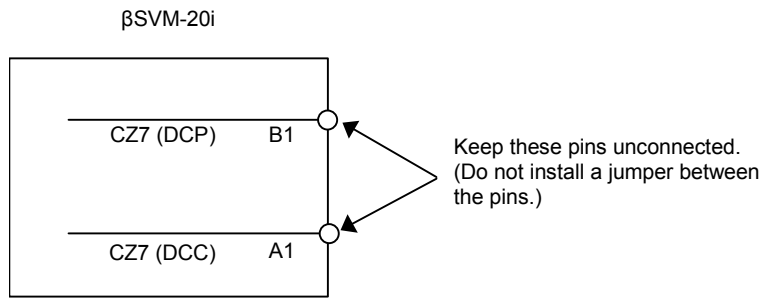 βSVM-20i
CZ7 (DCP) B1
Keep these pins unconnected.
(Do not install a jumper between
the pins.)
CZ7 (DCC) A1